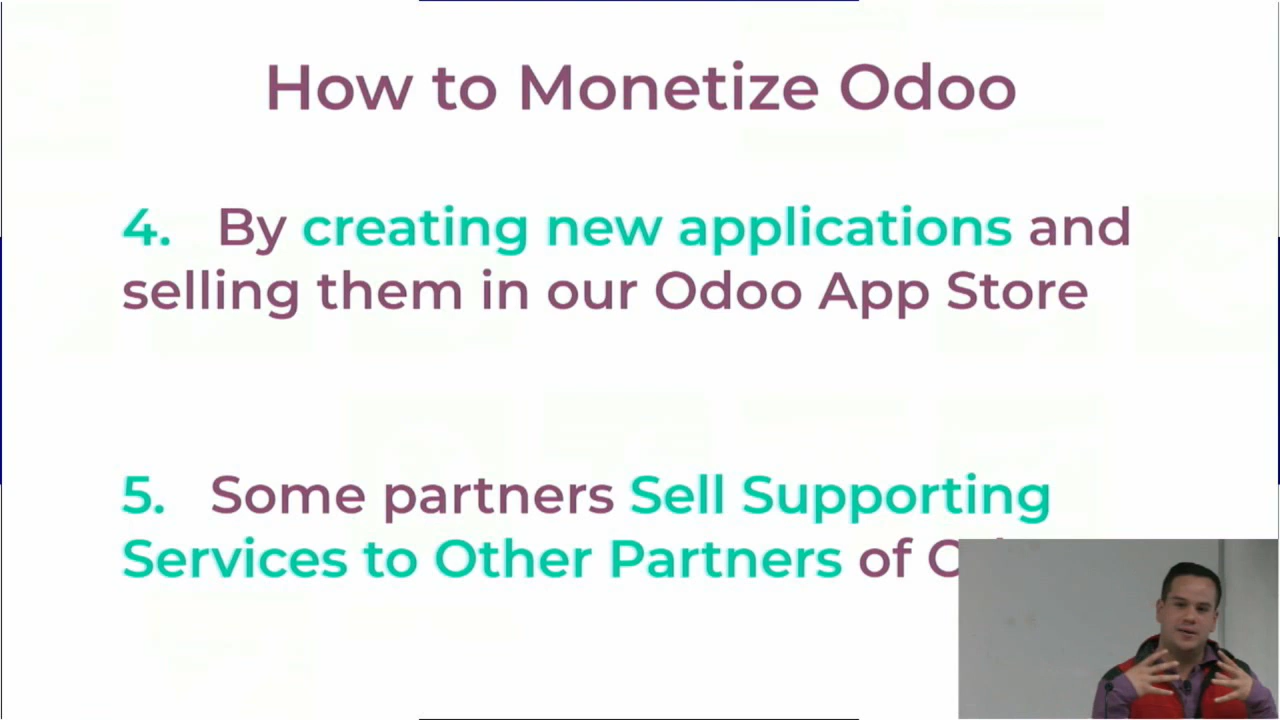 How to Monetize Odoo
4. By creating new applications and
selling them in our Odoo App Store
5. Some partners Sell Supporting
Services to Other Partners of